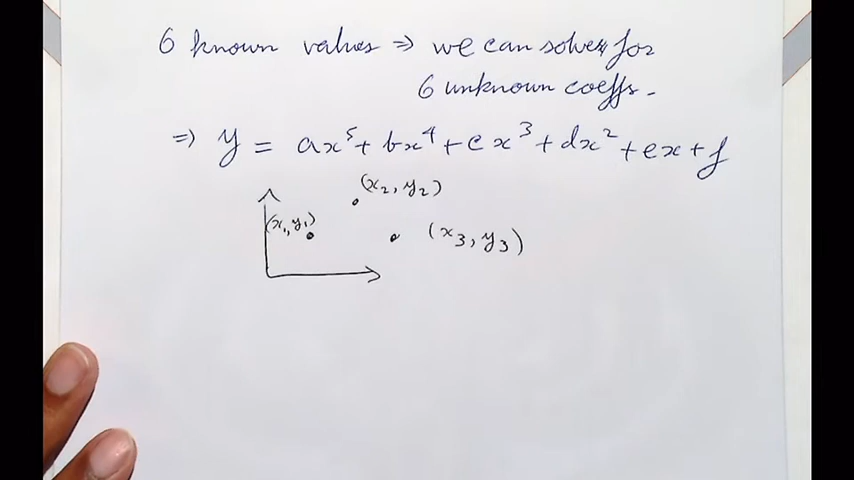 6 known values ⇒ we can solve for
6 unknown coeffs.
⇒ y = ax⁵ + bx⁴ + cx³ + dx² + ex + f
(x₂, y₂)
(x₁, y₁)
(x₃, y₃)